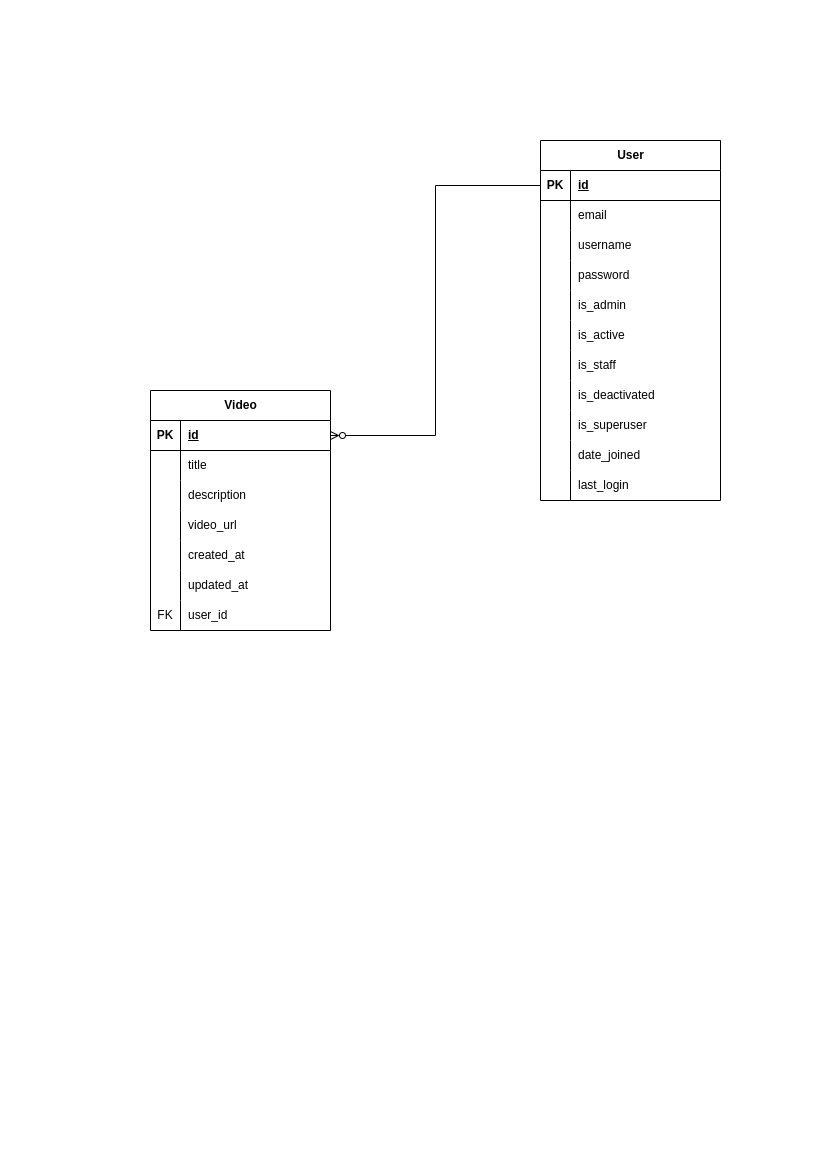 User
PK id
email
username
password
is_admin
is_active
is_staff
is_deactivated
is_superuser
date_joined
last_login
Video
PK id
title
description
video_url
created_at
updated_at
FK user_id